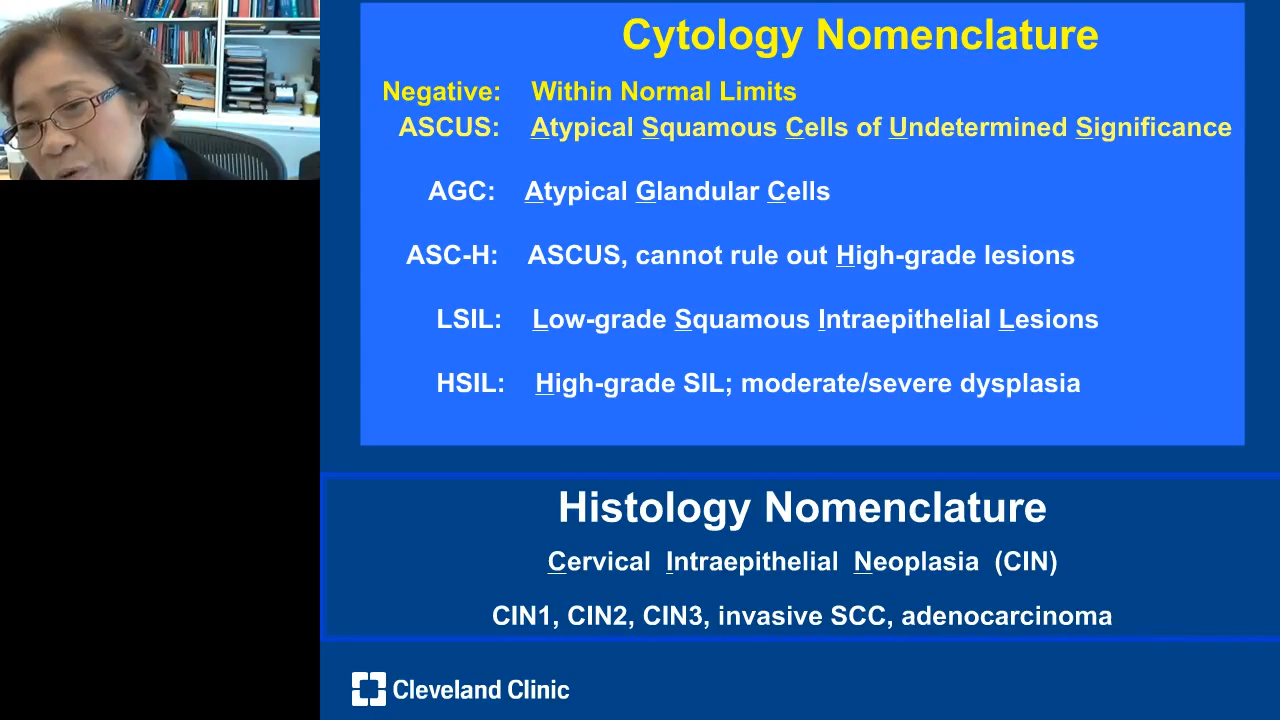 Cytology Nomenclature
Negative: Within Normal Limits
ASCUS: Atypical Squamous Cells of Undetermined Significance
AGC: Atypical Glandular Cells
ASC-H: ASCUS, cannot rule out High-grade lesions
LSIL: Low-grade Squamous Intraepithelial Lesions
HSIL: High-grade SIL; moderate/severe dysplasia
Histology Nomenclature
Cervical Intraepithelial Neoplasia (CIN)
CIN1, CIN2, CIN3, invasive SCC, adenocarcinoma
Cleveland Clinic